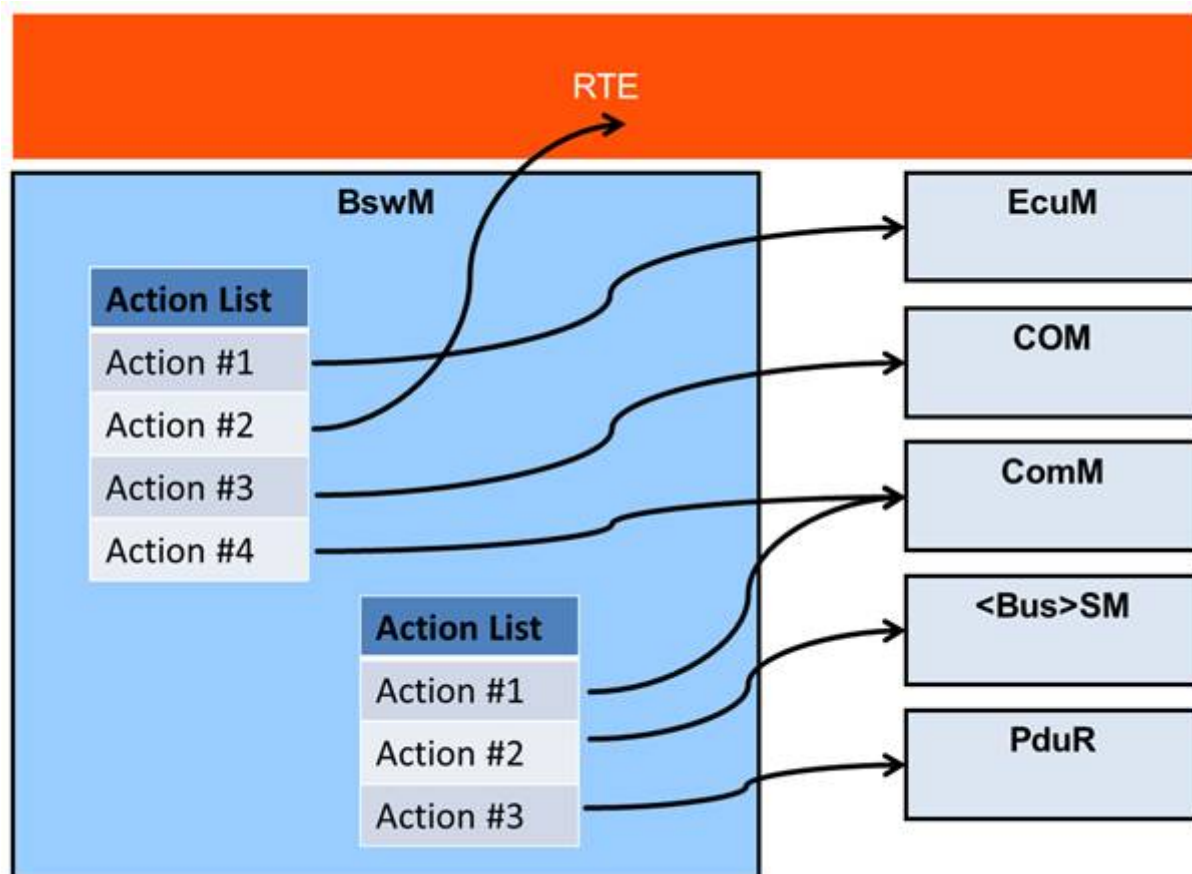 RTE
BswM
Action List
Action #1
Action #2
Action #3
Action #4
Action List
Action #1
Action #2
Action #3
EcuM
COM
ComM
<Bus>SM
PduR